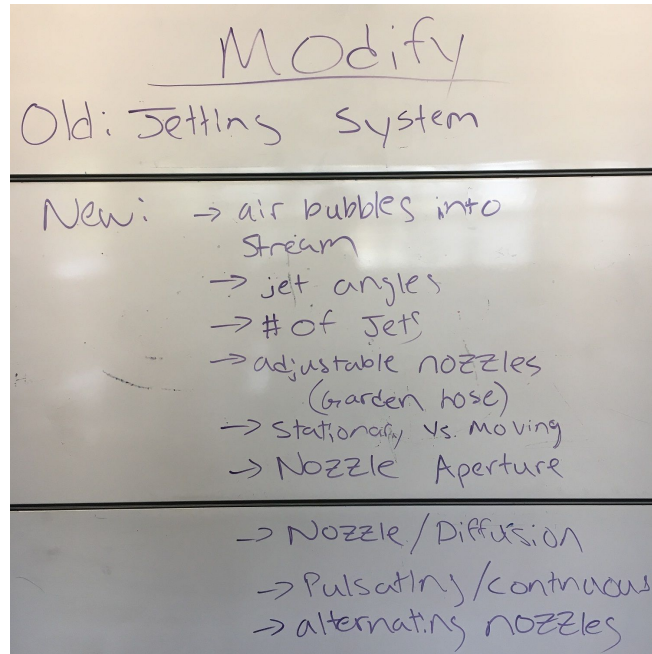 Modify
Old: Jetting System
New: → air bubbles into
stream
→ jet angles
→ # of Jets
→ adjustable nozzles
(Garden hose)
→ Stationary vs. Moving
→ Nozzle Aperture
→ Nozzle / Diffusion
→ Pulsating / continuous
→ alternating nozzles